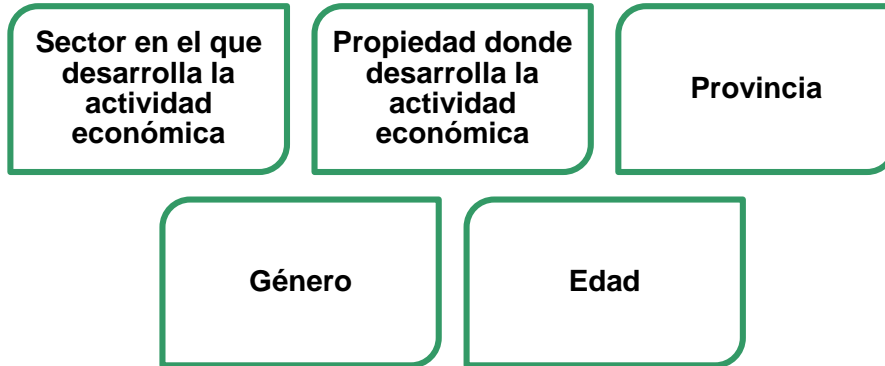 Sector en el que
desarrolla la
actividad
económica
Propiedad donde
desarrolla la
actividad
económica
Provincia
Género
Edad